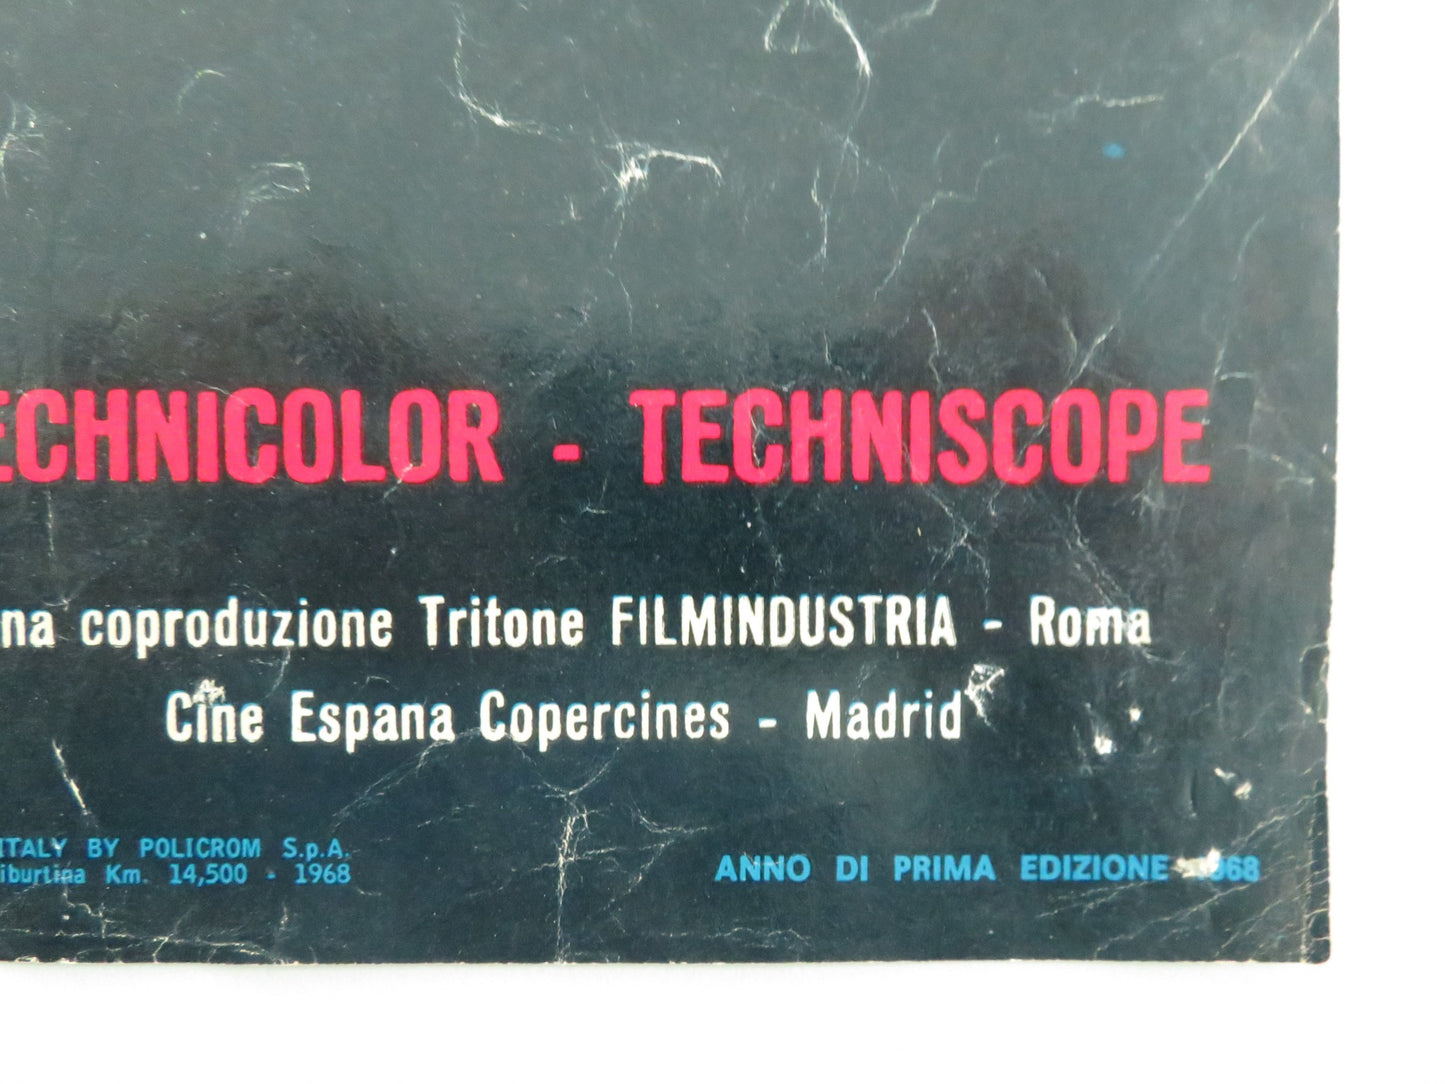 ECHNICOLOR - TECHNISCOPE
na coproduzione Tritone FILMINDUSTRIA - Roma
Cine Espana Copercines - Madrid
ITALY BY POLICROM S.p.A.
iburtina Km. 14,500 - 1968
ANNO DI PRIMA EDIZIONE 1968